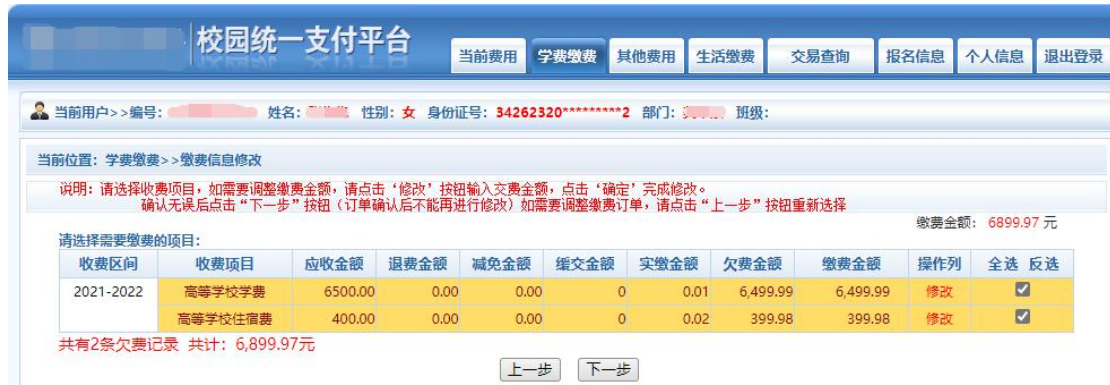 校园统一支付平台
当前费用 学费缴费 其他费用 生活缴费 交易查询 报名信息 个人信息 退出登录
当前用户>>编号: 姓名: 性别: 女 身份证号: 34262320*********2 部门: 班级:
当前位置: 学费缴费>>缴费信息修改
说明: 请选择收费项目, 如需要调整缴费金额, 请点击‘修改’按钮输入交费金额, 点击‘确定’完成修改。
确认无误后点击“下一步”按钮 (订单确认后不能再进行修改) 如需要调整缴费订单, 请点击“上一步”按钮重新选择
缴费金额: 6899.97 元
请选择需要缴费的项目:
收费区间 收费项目 应收金额 退费金额 减免金额 缓交金额 实缴金额 欠费金额 缴费金额 操作列 全选 反选
2021-2022 高等学校学费 6500.00 0.00 0.00 0 0.01 6,499.99 6,499.99 修改
高等学校住宿费 400.00 0.00 0.00 0 0.02 399.98 399.98 修改
共有2条欠费记录 共计: 6,899.97元
上一步 下一步